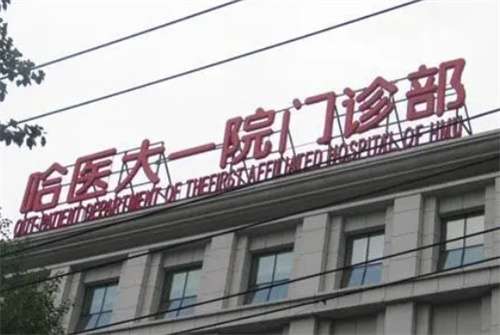 哈医大一院门诊部
OUT-PATIENT DEPARTMENT OF THE FIRST AFFILIATED HOSPITAL OF HMU